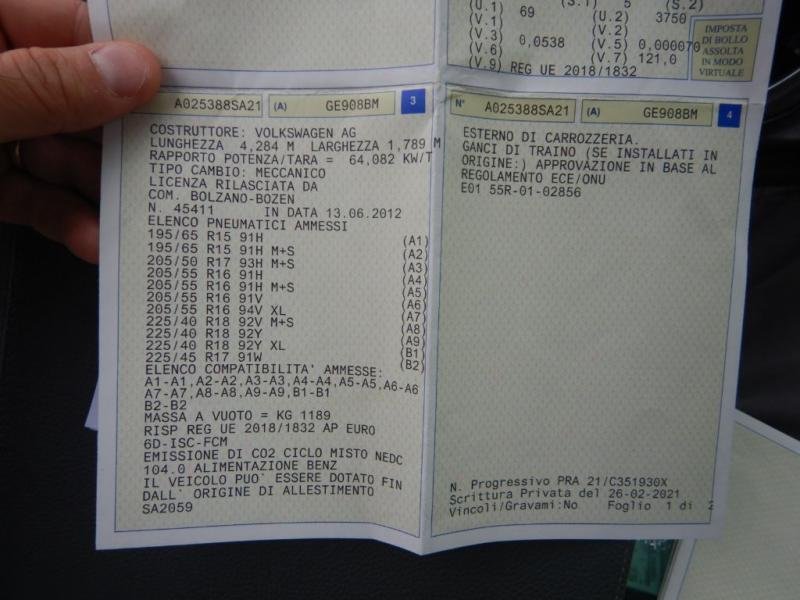 (U.1) 69 (S.1) 5 (S.2)
(V.1) (U.2) 3750
(V.3) 0,0538 (V.2)
(V.6) (V.5) 0,000070
(V.7) 121,0
(V.9) REG UE 2018/1832
IMPOSTA
DI BOLLO
ASSOLTA
IN MODO
VIRTUALE
A025388SA21 (A) GE908BM 3
COSTRUTTORE: VOLKSWAGEN AG
LUNGHEZZA 4,284 M LARGHEZZA 1,789 M
RAPPORTO POTENZA/TARA = 64,082 KW/T
TIPO CAMBIO: MECCANICO
LICENZA RILASCIATA DA
COM. BOLZANO-BOZEN
N. 45411 IN DATA 13.06.2012
ELENCO PNEUMATICI AMMESSI
195/65 R15 91H (A1)
195/65 R15 91H M+S (A2)
205/50 R17 93H M+S (A3)
205/55 R16 91H (A4)
205/55 R16 91H M+S (A5)
205/55 R16 91V (A6)
205/55 R16 94V XL (A7)
225/40 R18 92V M+S (A8)
225/40 R18 92Y (A9)
225/40 R18 92Y XL (B1)
225/45 R17 91W (B2)
ELENCO COMPATIBILITA' AMMESSE:
A1-A1,A2-A2,A3-A3,A4-A4,A5-A5,A6-A6
A7-A7,A8-A8,A9-A9,B1-B1
B2-B2
MASSA A VUOTO = KG 1189
RISP REG UE 2018/1832 AP EURO
6D-ISC-FCM
EMISSIONE DI CO2 CICLO MISTO NEDC
104.0 ALIMENTAZIONE BENZ
IL VEICOLO PUO' ESSERE DOTATO FIN
DALL' ORIGINE DI ALLESTIMENTO
SA2059
N° A025388SA21 (A) GE908BM 4
ESTERNO DI CARROZZERIA.
GANCI DI TRAINO (SE INSTALLATI IN
ORIGINE:) APPROVAZIONE IN BASE AL
REGOLAMENTO ECE/ONU
E01 55R-01-02856
N. Progressivo PRA 21/C351930X
Scrittura Privata del 26-02-2021
Vincoli/Gravami:No Foglio 1 di 2